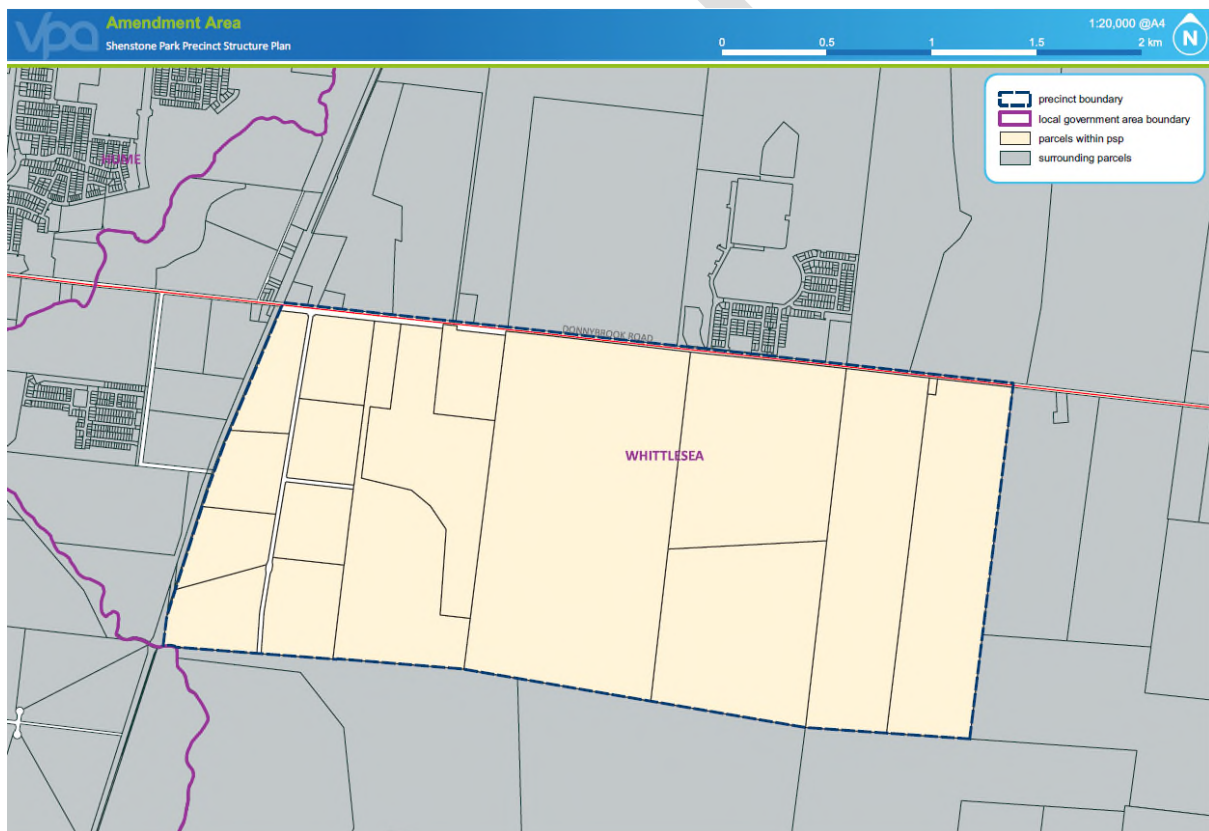 vpa
Amendment Area
Shenstone Park Precinct Structure Plan
1:20,000 @A4
0 0.5 1 1.5 2 km
N
precinct boundary
local government area boundary
parcels within psp
surrounding parcels
HUME
DONNYBROOK ROAD
WHITTLESEA